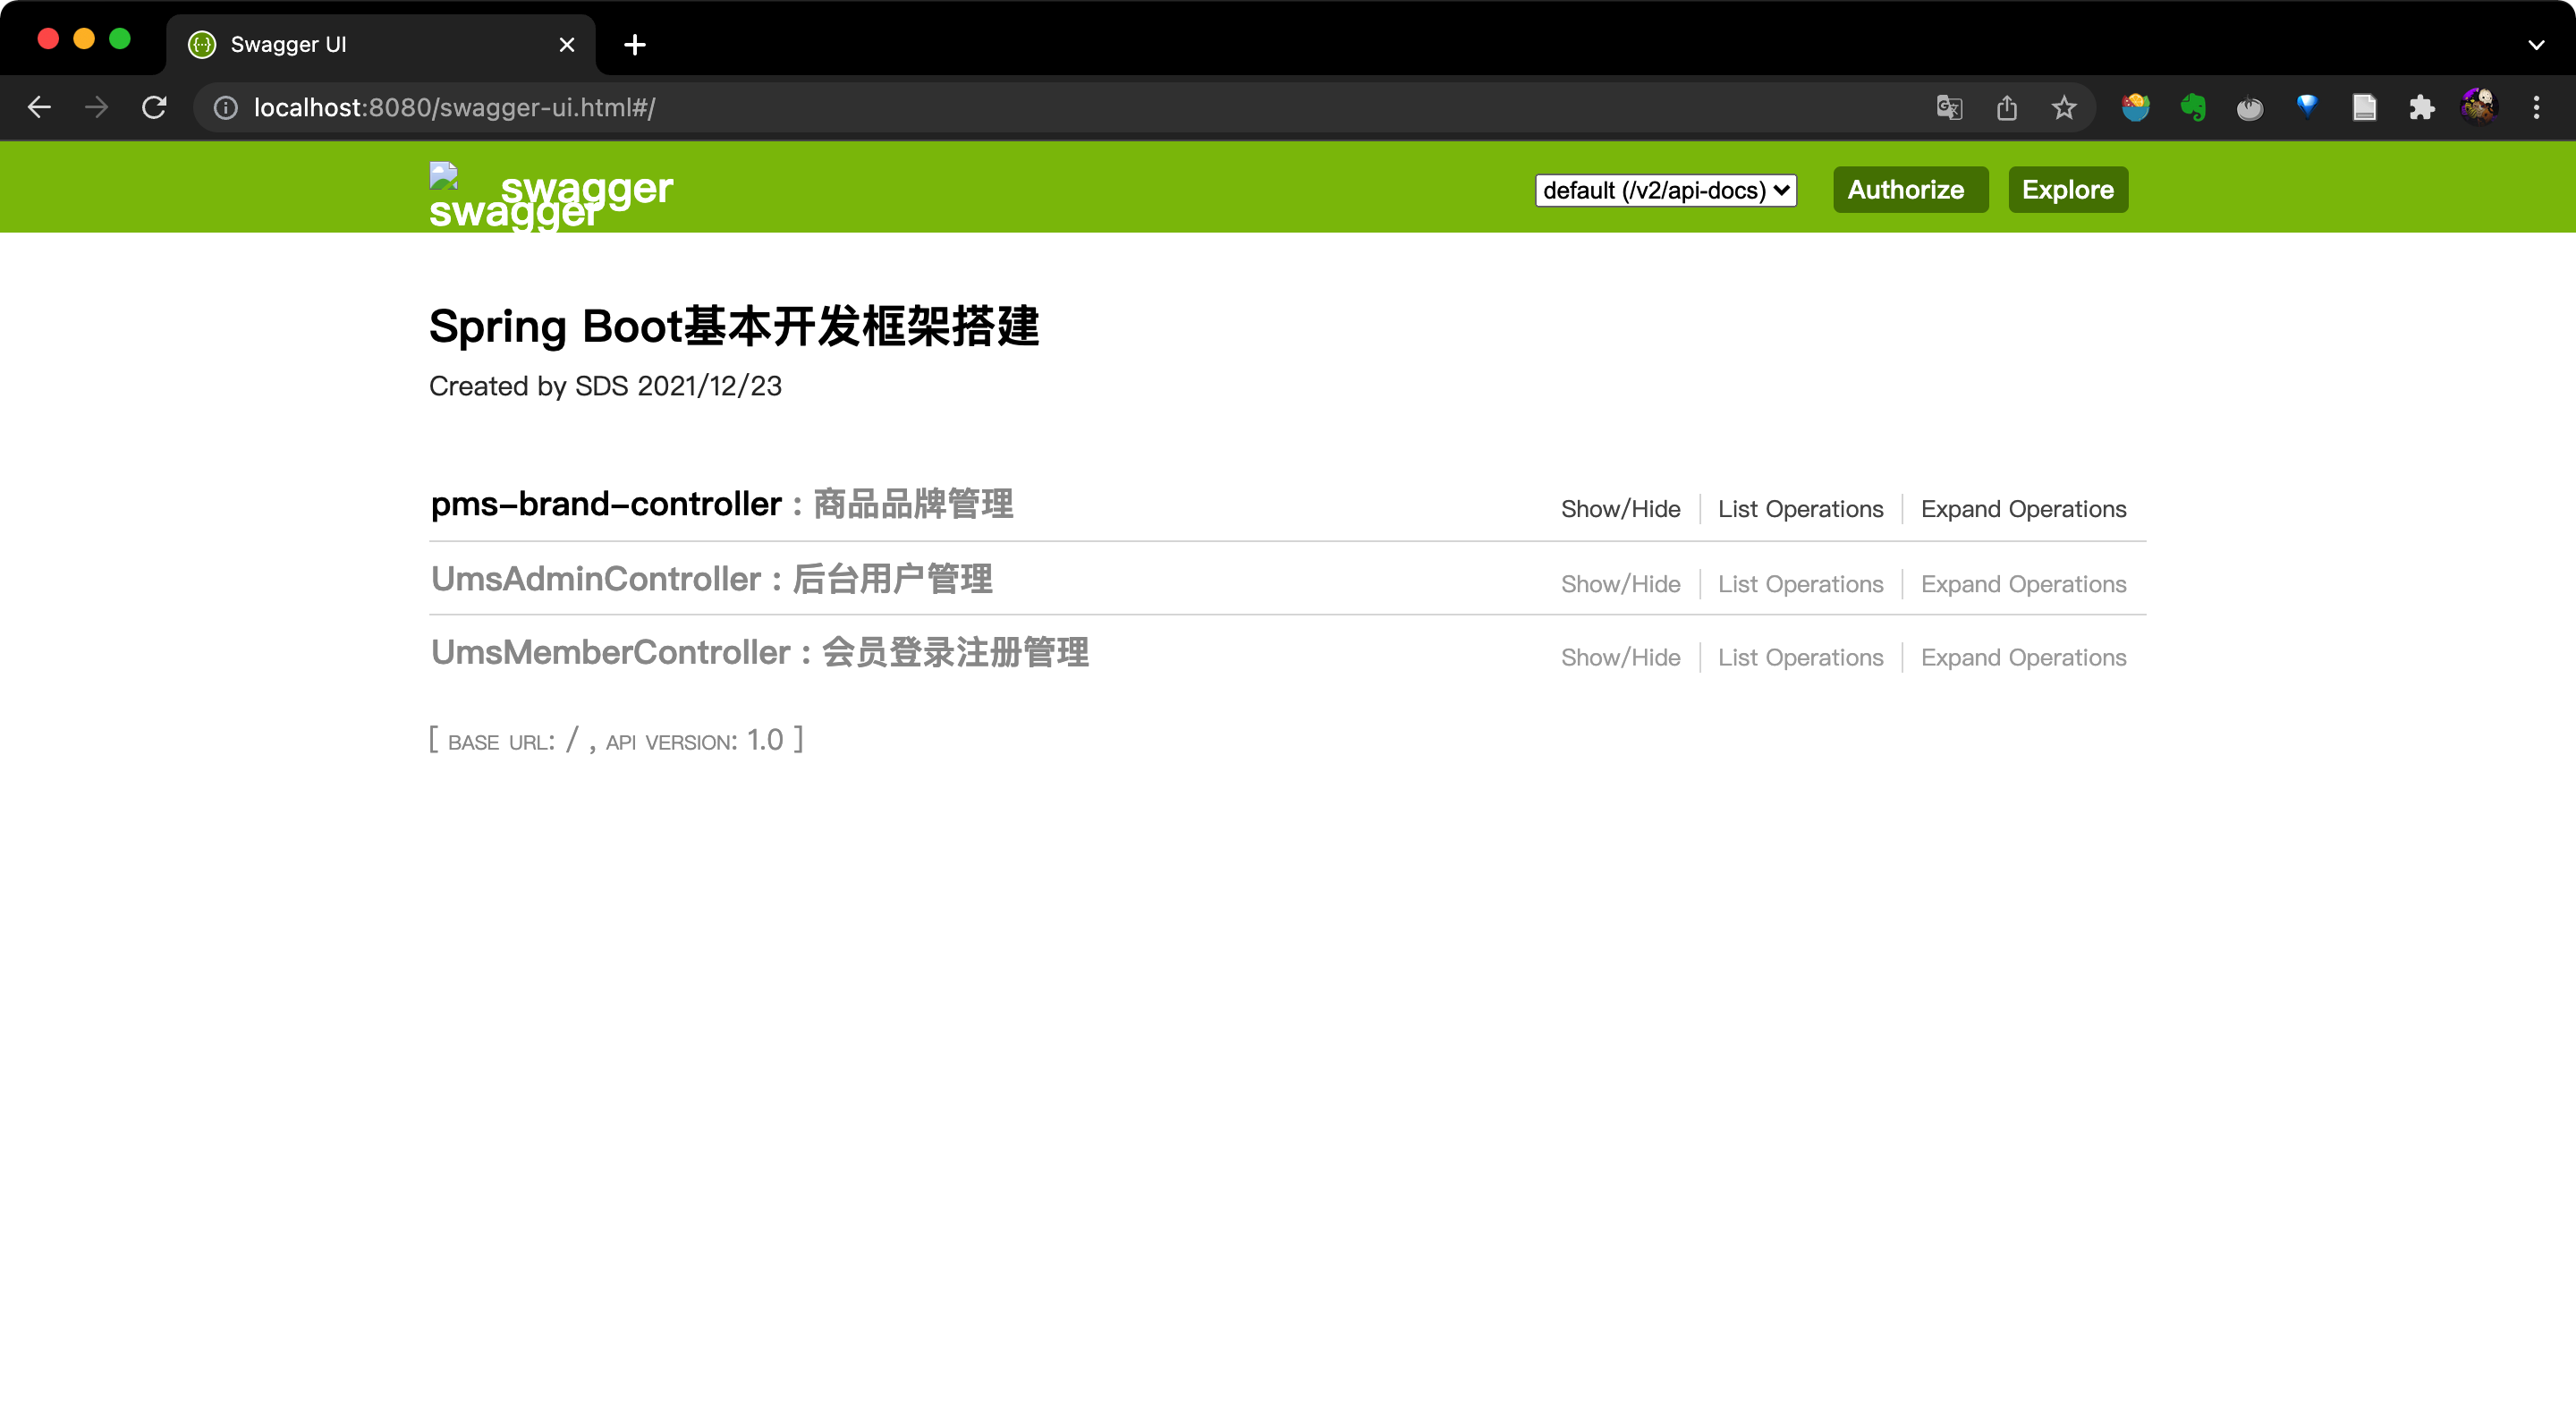 Swagger UI
localhost:8080/swagger-ui.html#/
swagger
swagger
default (/v2/api-docs)
Authorize
Explore
Spring Boot基本开发框架搭建
Created by SDS 2021/12/23
pms-brand-controller : 商品品牌管理
Show/Hide
List Operations
Expand Operations
UmsAdminController : 后台用户管理
Show/Hide
List Operations
Expand Operations
UmsMemberController : 会员登录注册管理
Show/Hide
List Operations
Expand Operations
[ BASE URL: / , API VERSION: 1.0 ]